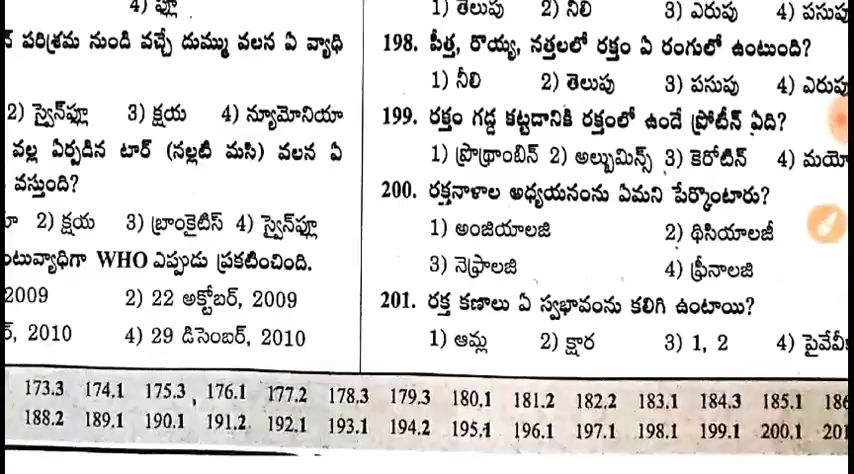 4) ఫ్లూ
పరిశ్రమ నుండి వచ్చే దుమ్ము వలన ఏ వ్యాధి
2) స్వైన్‌ఫ్లూ 3) క్షయ 4) న్యూమోనియా
వల్ల ఏర్పడిన టార్ (నల్లటి మసి) వలన ఏ
వస్తుంది?
2) క్షయ 3) బ్రాంకైటిస్ 4) స్వైన్‌ఫ్లూ
WHO ఎప్పుడు ప్రకటించింది.
2009 2) 22 అక్టోబర్, 2009
2010 4) 29 డిసెంబర్, 2010
1) తెలుపు 2) నీలి 3) ఎరుపు 4) పసుపు
198. పీత, రొయ్య, నత్తలలో రక్తం ఏ రంగులో ఉంటుంది?
1) నీలి 2) తెలుపు 3) పసుపు 4) ఎరుపు
199. రక్తం గడ్డ కట్టడానికి రక్తంలో ఉండే ప్రోటీన్ ఏది?
1) ప్రొథ్రాంబిన్ 2) అల్బుమిన్స్ 3) కెరోటిన్ 4) మయో
200. రక్తనాళాల అధ్యయనంను ఏమని పేర్కొంటారు?
1) అంజియాలజి 2) థిసియాలజీ
3) నెఫ్రాలజి 4) ఫ్రీనాలజి
201. రక్త కణాలు ఏ స్వభావంను కలిగి ఉంటాయి?
1) ఆమ్ల 2) క్షార 3) 1, 2 4) పైవేవీ
173.3 174.1 175.3 176.1 177.2 178.3 179.3 180.1 181.2 182.2 183.1 184.3 185.1 186
188.2 189.1 190.1 191.2 192.1 193.1 194.2 195.1 196.1 197.1 198.1 199.1 200.1 201